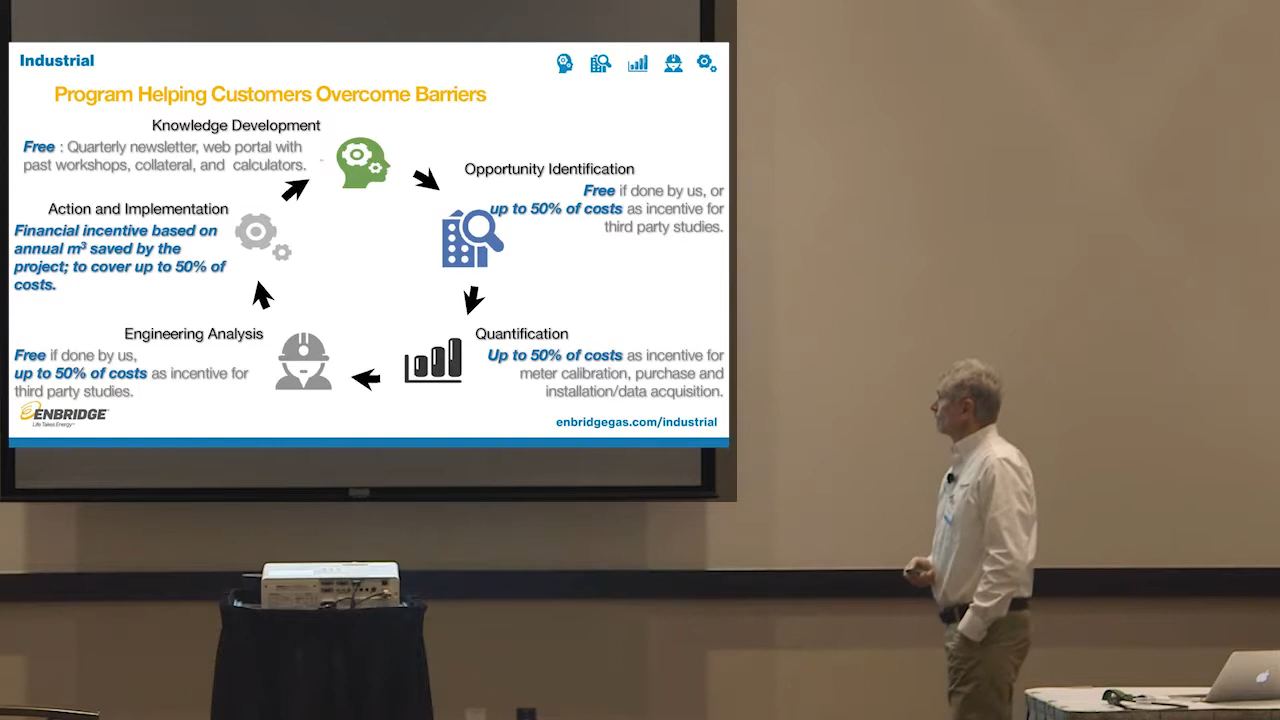 Industrial
Program Helping Customers Overcome Barriers
Knowledge Development
Free : Quarterly newsletter, web portal with
past workshops, collateral, and calculators.
Opportunity Identification
Free if done by us, or
up to 50% of costs as incentive for
third party studies.
Quantification
Up to 50% of costs as incentive for
meter calibration, purchase and
installation/data acquisition.
Engineering Analysis
Free if done by us,
up to 50% of costs as incentive for
third party studies.
Action and Implementation
Financial incentive based on
annual m³ saved by the
project; to cover up to 50% of
costs.
ENBRIDGE
Life Takes Energy™
enbridgegas.com/industrial